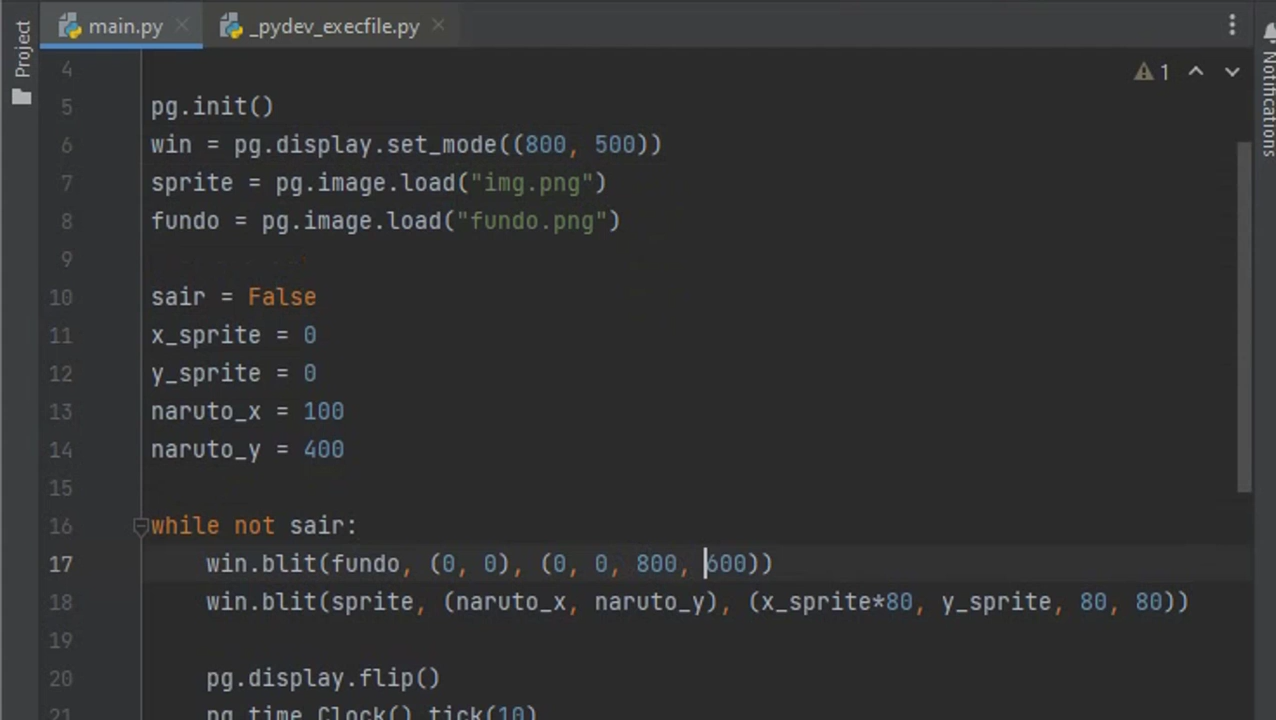 Project
main.py
_pydev_execfile.py
Notifications
1
4
5 pg.init()
6 win = pg.display.set_mode((800, 500))
7 sprite = pg.image.load("img.png")
8 fundo = pg.image.load("fundo.png")
9
10 sair = False
11 x_sprite = 0
12 y_sprite = 0
13 naruto_x = 100
14 naruto_y = 400
15
16 while not sair:
17 win.blit(fundo, (0, 0), (0, 0, 800, 600))
18 win.blit(sprite, (naruto_x, naruto_y), (x_sprite*80, y_sprite, 80, 80))
19
20 pg.display.flip()
21 pg.time.Clock().tick(10)